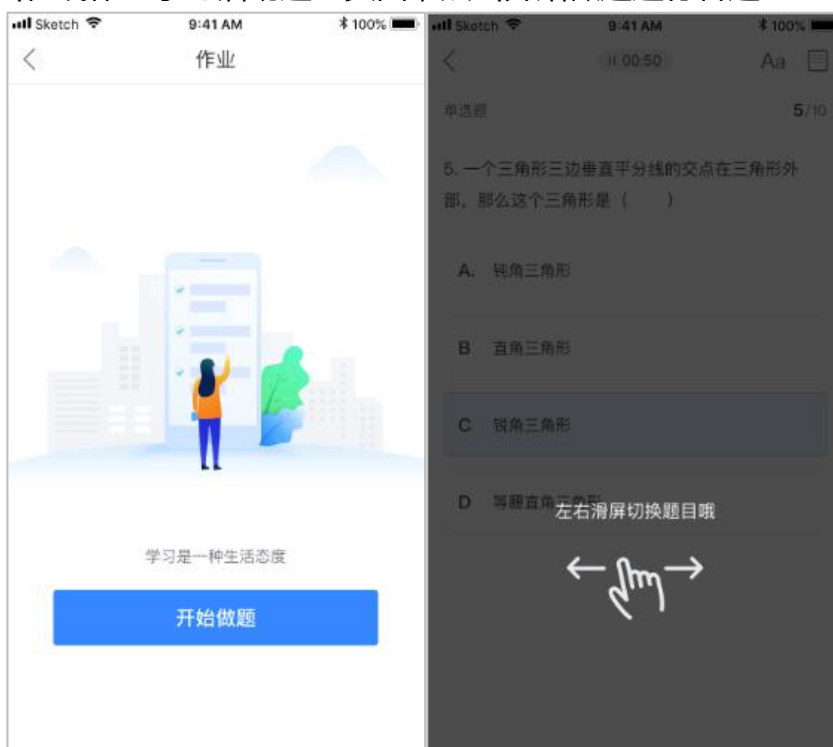 Sketch
9:41 AM
100%
作业
学习是一种生活态度
开始做题
Sketch
9:41 AM
100%
00:50
Aa
单选题
5/10
5. 一个三角形三边垂直平分线的交点在三角形外
部，那么这个三角形是（ ）
A. 钝角三角形
B 直角三角形
C 锐角三角形
D 等腰直角三角形
左右滑屏切换题目哦